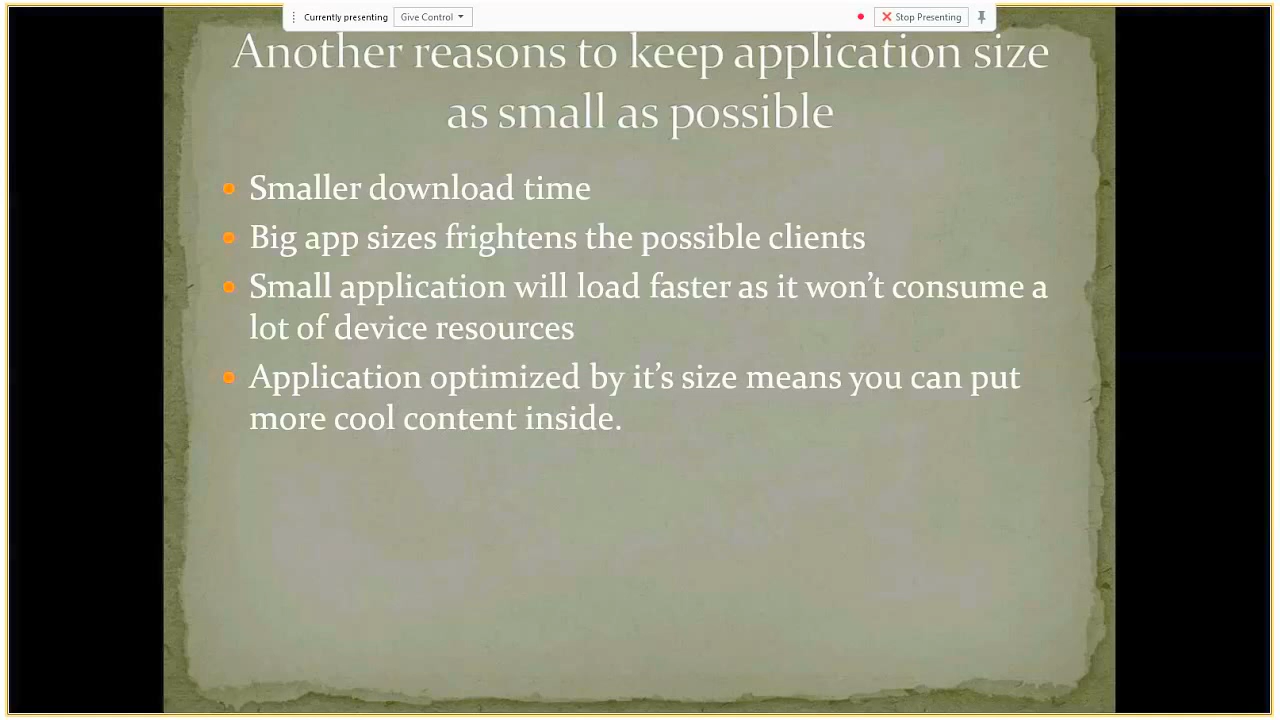 Currently presenting Give Control Stop Presenting
Another reasons to keep application size
as small as possible
Smaller download time
Big app sizes frightens the possible clients
Small application will load faster as it won’t consume a
lot of device resources
Application optimized by it’s size means you can put
more cool content inside.